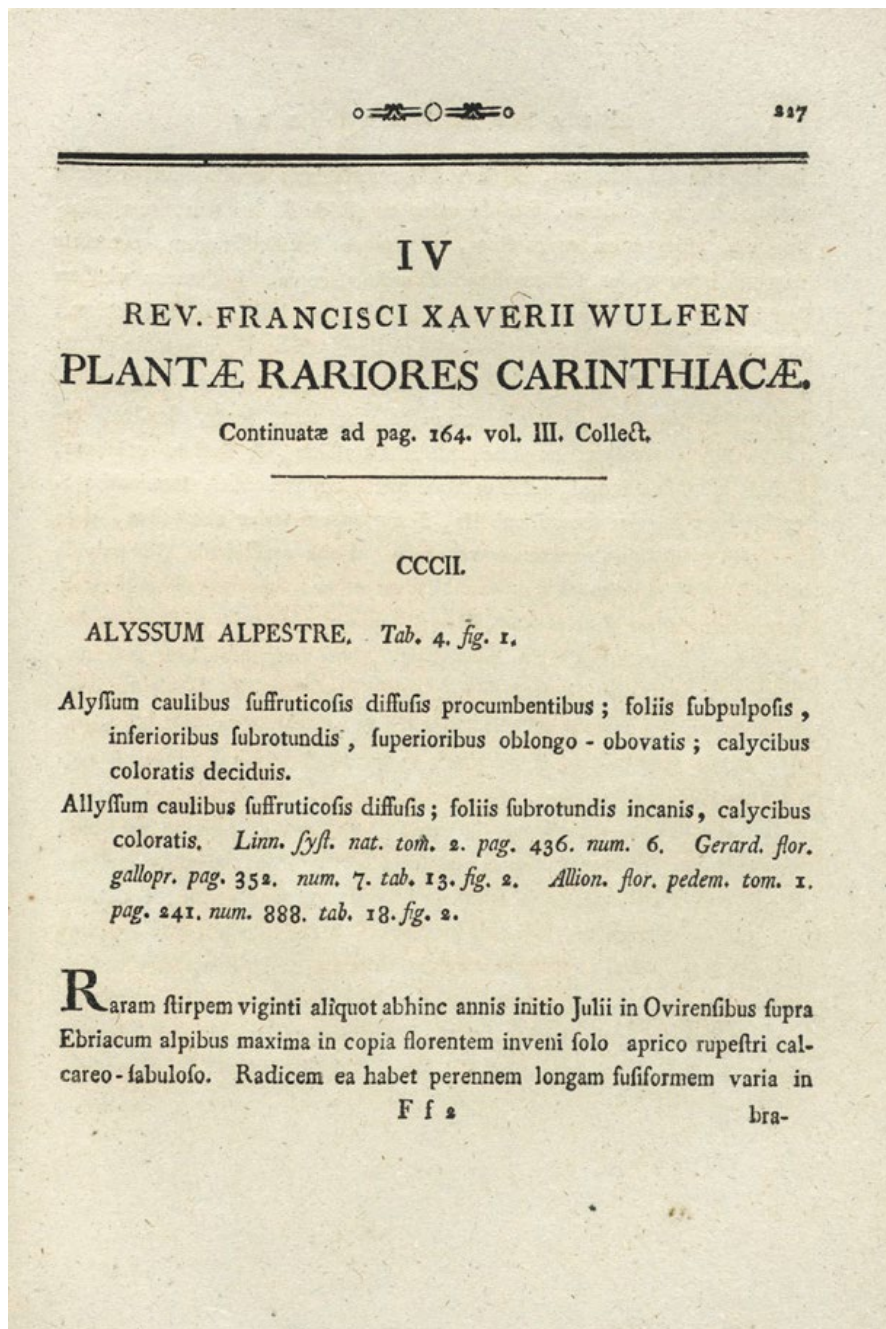 227
IV
REV. FRANCISCI XAVERII WULFEN
PLANTÆ RARIORES CARINTHIACÆ.
Continuatæ ad pag. 164. vol. III. Collect.
CCCII.
ALYSSUM ALPESTRE. Tab. 4. fig. 1.
Alyſſum caulibus ſuffruticoſis diffuſis procumbentibus ; foliis ſubpulpoſis ,
inferioribus ſubrotundis , ſuperioribus oblongo - obovatis ; calycibus
coloratis deciduis.
Allyſſum caulibus ſuffruticoſis diffuſis ; foliis ſubrotundis incanis, calycibus
coloratis. Linn. ſyſt. nat. tom. 2. pag. 436. num. 6. Gerard. flor.
gallopr. pag. 352. num. 7. tab. 13. fig. 2. Allion. flor. pedem. tom. 1.
pag. 241. num. 888. tab. 18. fig. 2.
Raram ſtirpem viginti aliquot abhinc annis initio Julii in Ovirenſibus ſupra
Ebriacum alpibus maxima in copia florentem inveni ſolo aprico rupeſtri cal-
careo-ſabuloſo. Radicem ea habet perennem longam fuſiformem varia in
F f 2
bra-